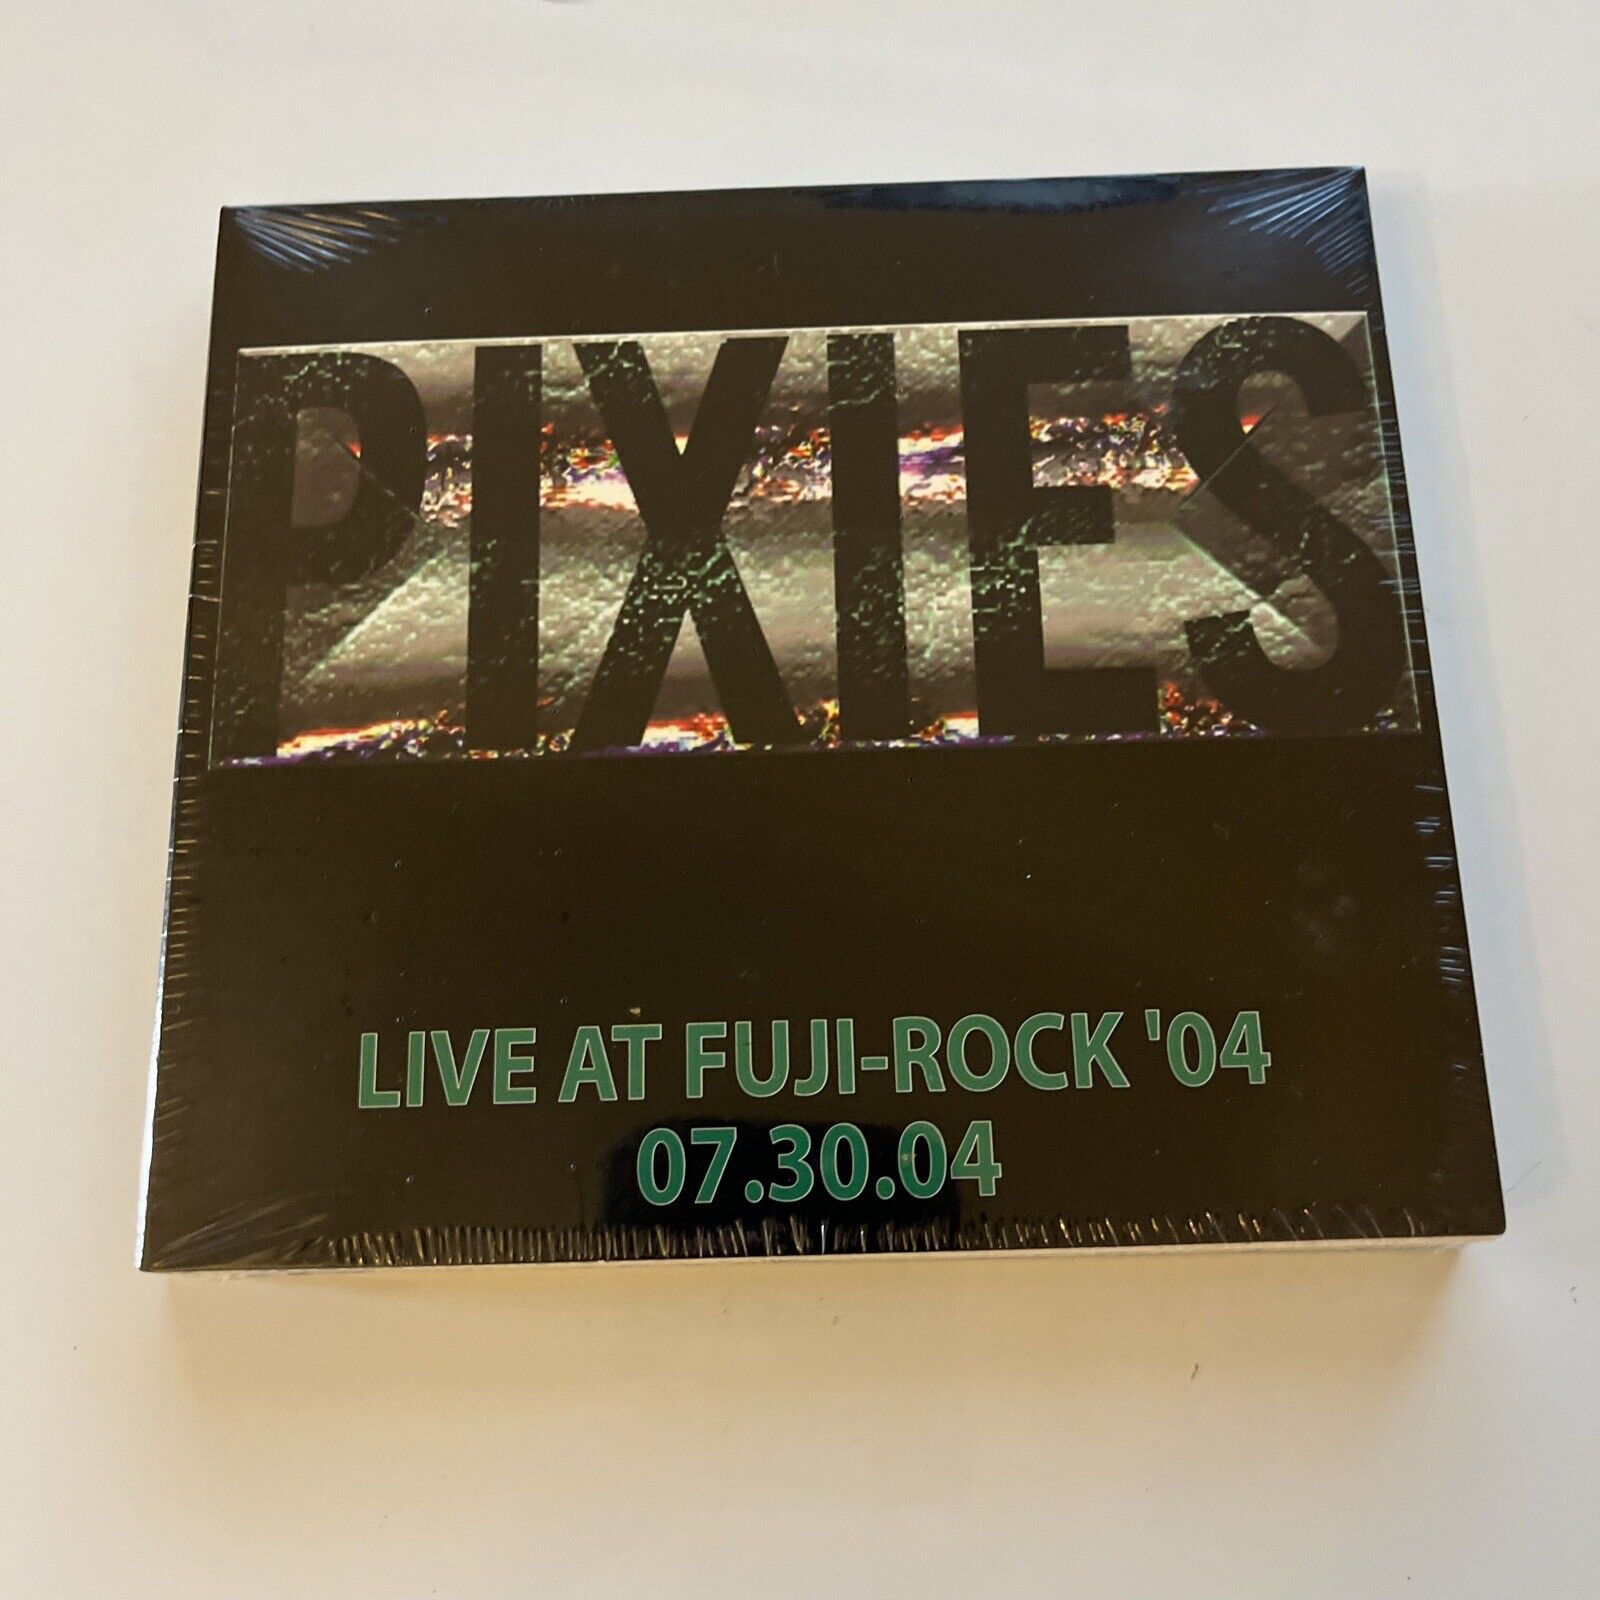 PIXIES
LIVE AT FUJI-ROCK '04
07.30.04